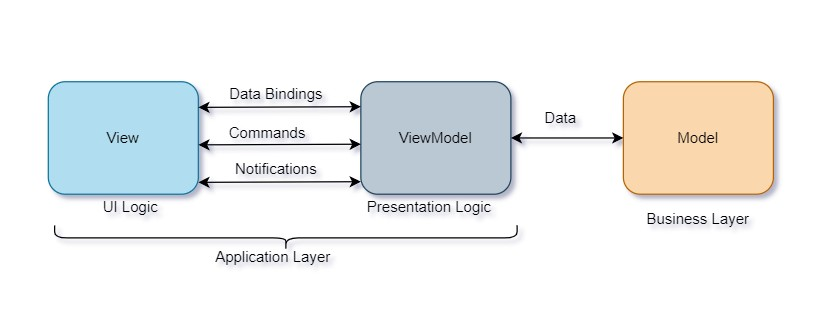 Data Bindings
View
Commands
ViewModel
Data
Model
Notifications
UI Logic
Presentation Logic
Business Layer
Application Layer